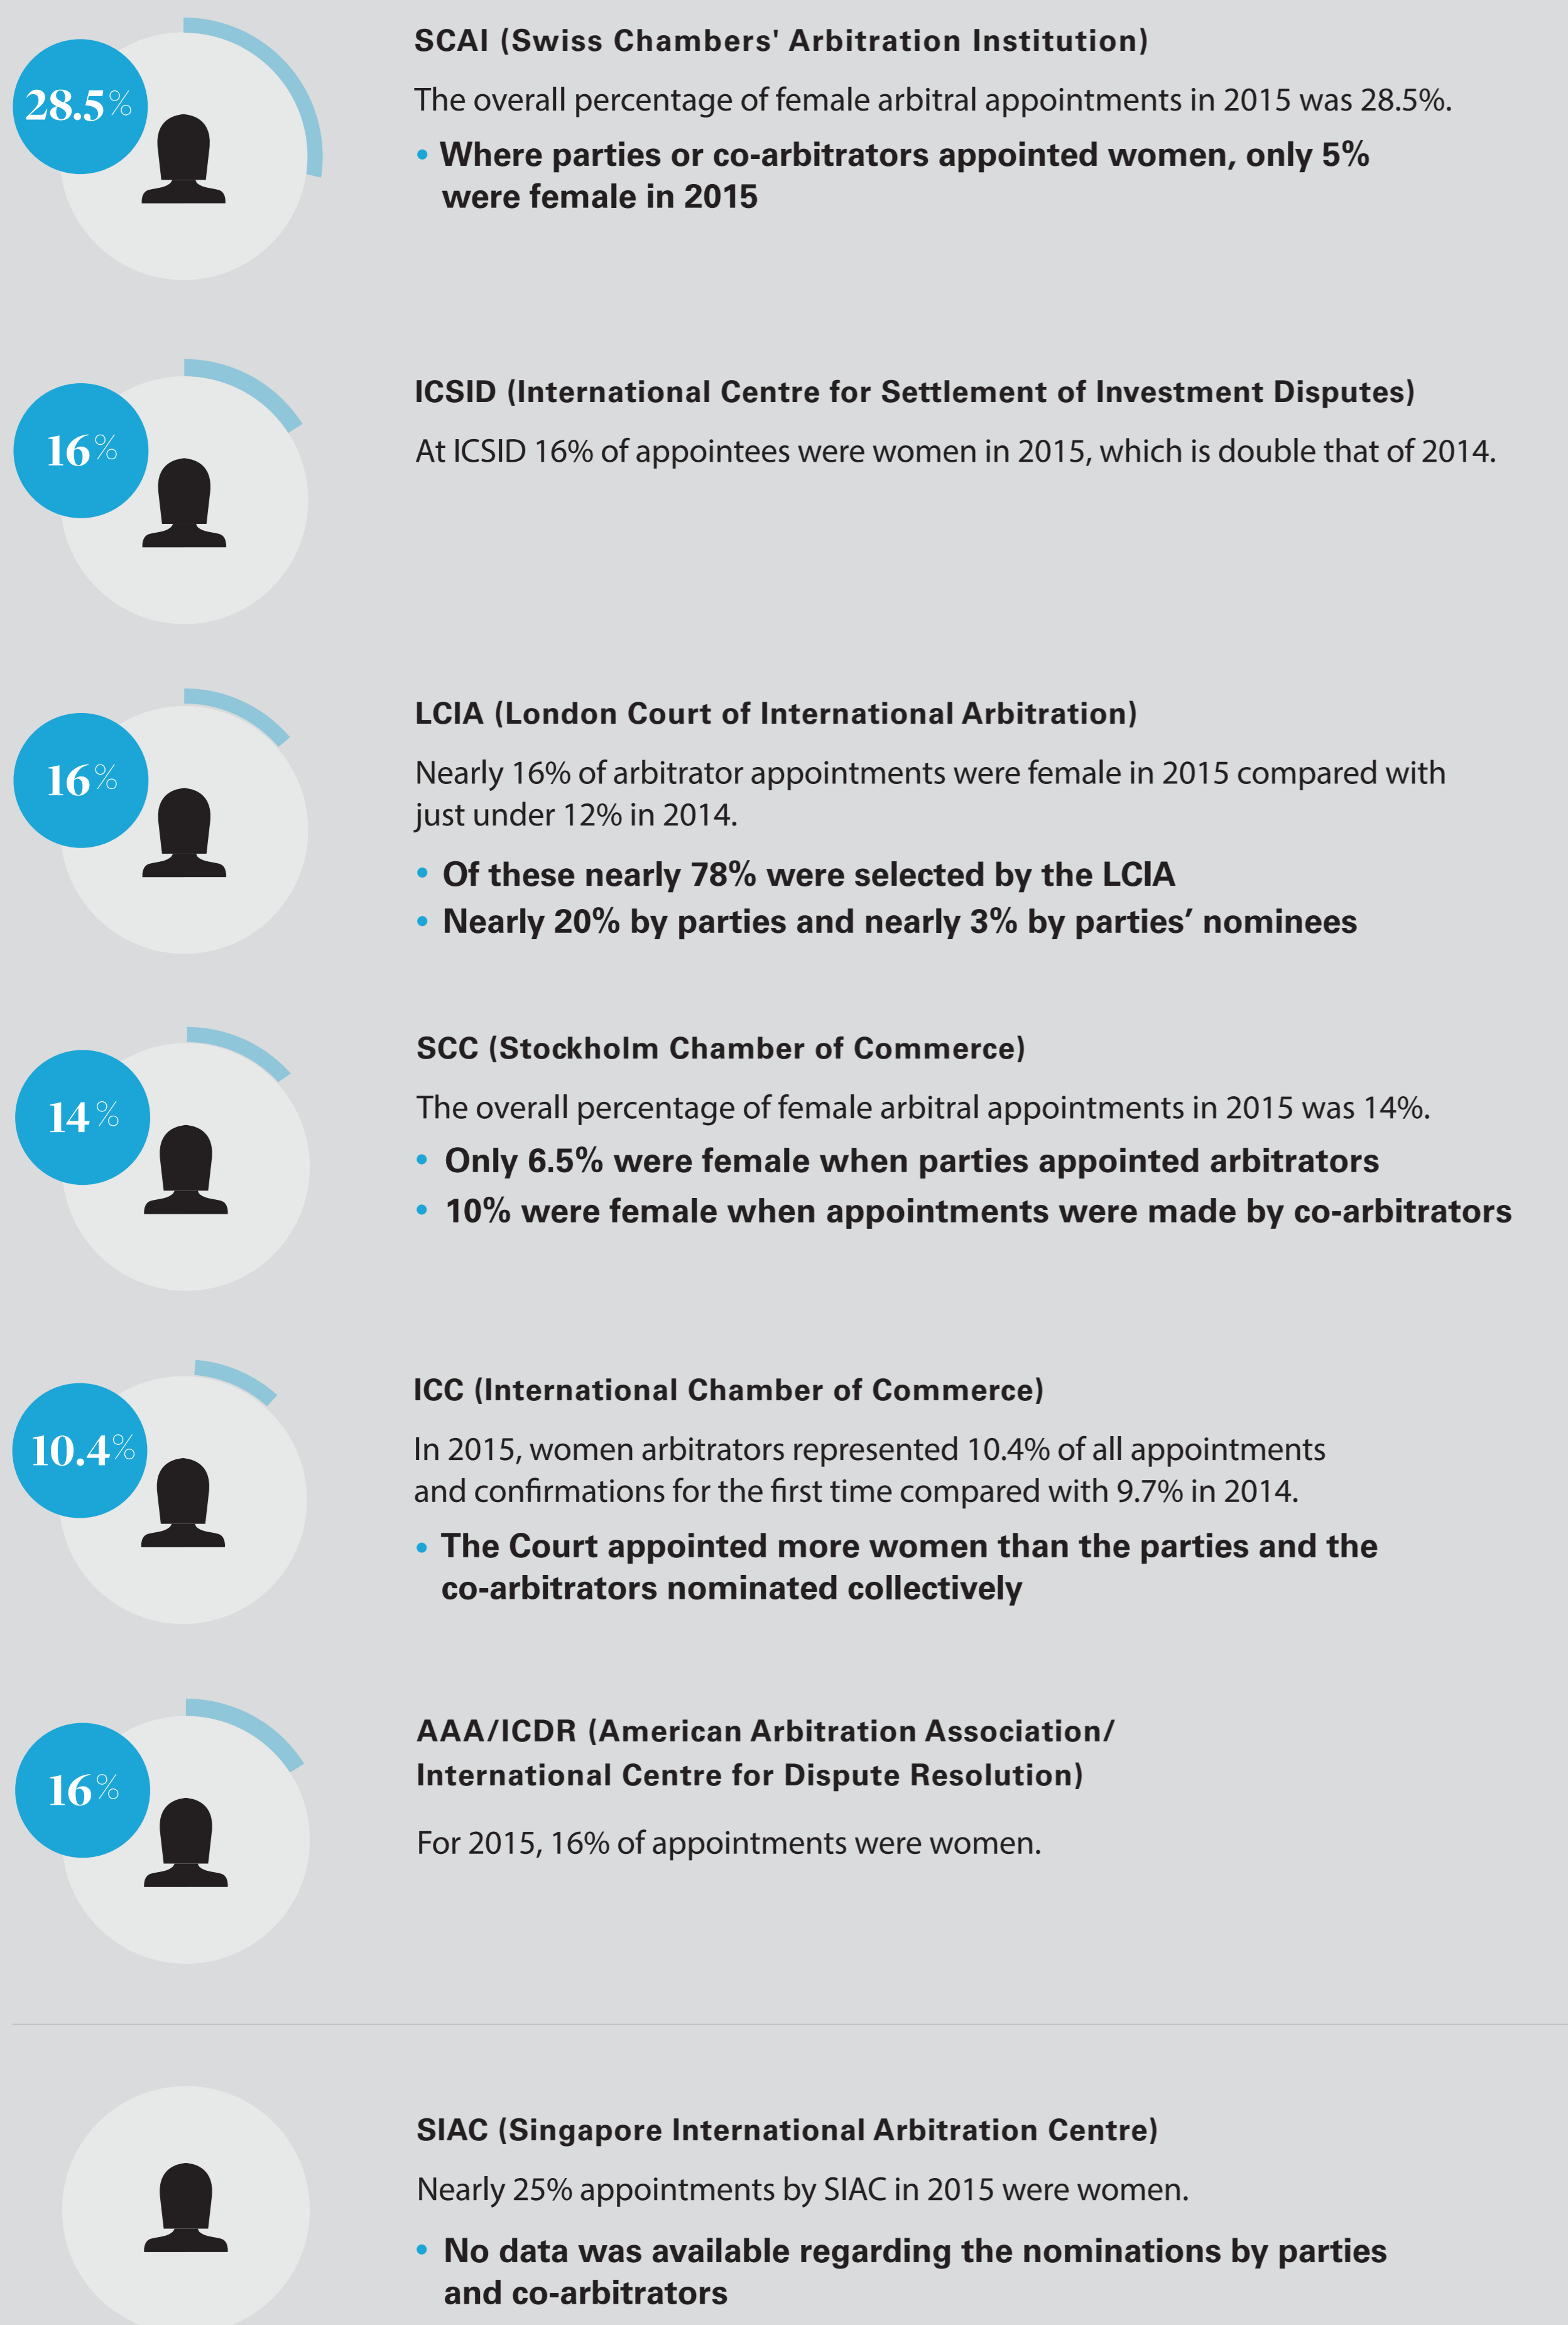 28.5%
SCAI (Swiss Chambers' Arbitration Institution)
The overall percentage of female arbitral appointments in 2015 was 28.5%.
• Where parties or co-arbitrators appointed women, only 5%
were female in 2015
16%
ICSID (International Centre for Settlement of Investment Disputes)
At ICSID 16% of appointees were women in 2015, which is double that of 2014.
16%
LCIA (London Court of International Arbitration)
Nearly 16% of arbitrator appointments were female in 2015 compared with
just under 12% in 2014.
• Of these nearly 78% were selected by the LCIA
• Nearly 20% by parties and nearly 3% by parties’ nominees
14%
SCC (Stockholm Chamber of Commerce)
The overall percentage of female arbitral appointments in 2015 was 14%.
• Only 6.5% were female when parties appointed arbitrators
• 10% were female when appointments were made by co-arbitrators
10.4%
ICC (International Chamber of Commerce)
In 2015, women arbitrators represented 10.4% of all appointments
and confirmations for the first time compared with 9.7% in 2014.
• The Court appointed more women than the parties and the
co-arbitrators nominated collectively
16%
AAA/ICDR (American Arbitration Association/
International Centre for Dispute Resolution)
For 2015, 16% of appointments were women.
SIAC (Singapore International Arbitration Centre)
Nearly 25% appointments by SIAC in 2015 were women.
• No data was available regarding the nominations by parties
and co-arbitrators